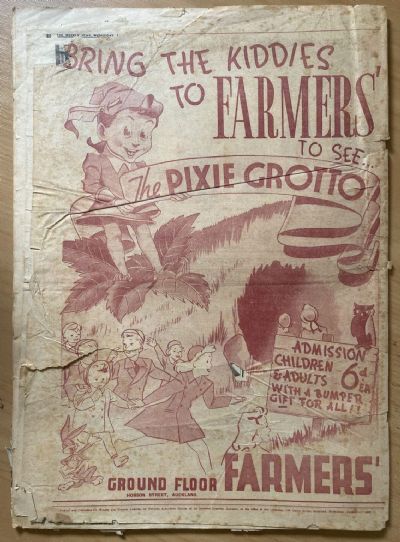 BRING THE KIDDIES
TO FARMERS'
TO SEE...
The PIXIE GROTTO
ADMISSION
CHILDREN
& ADULTS 6d EA
WITH A BUMPER
GIFT FOR ALL!!
GROUND FLOOR FARMERS'
HOBSON STREET, AUCKLAND